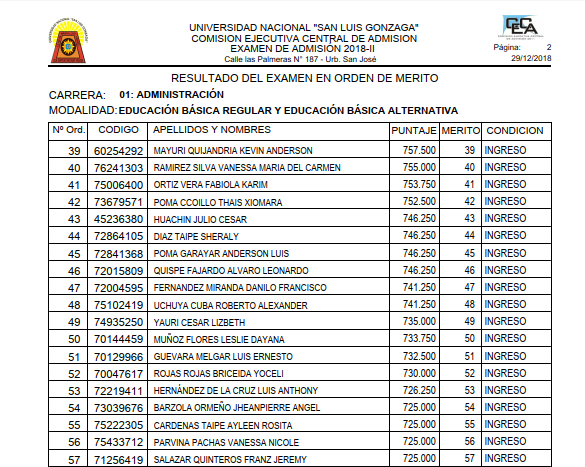 UNIVERSIDAD NACIONAL "SAN LUIS GONZAGA"
COMISION EJECUTIVA CENTRAL DE ADMISION
EXAMEN DE ADMISIÓN 2018-II
Calle las Palmeras N° 187 - Urb. San José
CECA
Página: 2
29/12/2018
RESULTADO DEL EXAMEN EN ORDEN DE MERITO
CARRERA: 01: ADMINISTRACIÓN
MODALIDAD: EDUCACIÓN BÁSICA REGULAR Y EDUCACIÓN BÁSICA ALTERNATIVA
Nº Ord. CODIGO APELLIDOS Y NOMBRES PUNTAJE MERITO CONDICION
39 60254292 MAYURI QUIJANDRIA KEVIN ANDERSON 757.500 39 INGRESO
40 76241303 RAMIREZ SILVA VANESSA MARIA DEL CARMEN 755.000 40 INGRESO
41 75006400 ORTIZ VERA FABIOLA KARIM 753.750 41 INGRESO
42 73679571 POMA CCOILLO THAIS XIOMARA 752.500 42 INGRESO
43 45236380 HUACHIN JULIO CESAR 746.250 43 INGRESO
44 72864105 DIAZ TAIPE SHERALY 746.250 44 INGRESO
45 72841368 POMA GARAYAR ANDERSON LUIS 746.250 45 INGRESO
46 72015809 QUISPE FAJARDO ALVARO LEONARDO 746.250 46 INGRESO
47 72004595 FERNANDEZ MIRANDA DANILO FRANCISCO 741.250 47 INGRESO
48 75102419 UCHUYA CUBA ROBERTO ALEXANDER 741.250 48 INGRESO
49 74935250 YAURI CESAR LIZBETH 735.000 49 INGRESO
50 70144459 MUÑOZ FLORES LESLIE DAYANA 733.750 50 INGRESO
51 70129966 GUEVARA MELGAR LUIS ERNESTO 732.500 51 INGRESO
52 70047617 ROJAS ROJAS BRICEIDA YOCELI 730.000 52 INGRESO
53 72219411 HERNÁNDEZ DE LA CRUZ LUIS ANTHONY 726.250 53 INGRESO
54 73039676 BARZOLA ORMEÑO JHEANPIERRE ANGEL 725.000 54 INGRESO
55 75222305 CARDENAS TAIPE AYLEEN ROSITA 725.000 55 INGRESO
56 75433712 PARVINA PACHAS VANESSA NICOLE 725.000 56 INGRESO
57 71256419 SALAZAR QUINTEROS FRANZ JEREMY 725.000 57 INGRESO